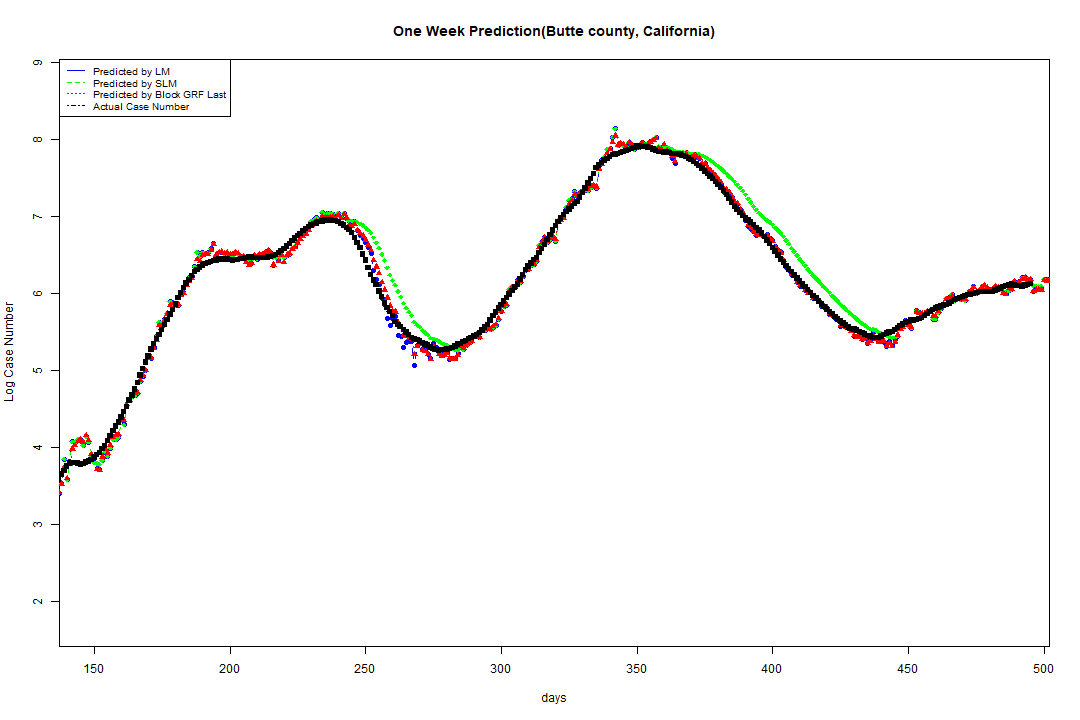 One Week Prediction(Butte county, California)
Predicted by LM
Predicted by SLM
Predicted by Block GRF Last
Actual Case Number
Log Case Number
9
8
7
6
5
4
3
2
150 200 250 300 350 400 450 500
days